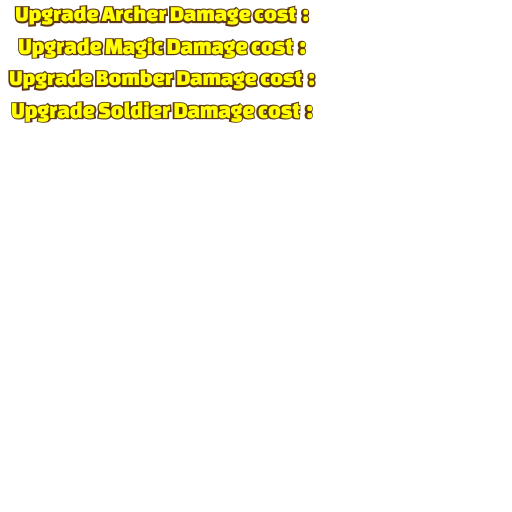 Upgrade Archer Damage cost :
Upgrade Magic Damage cost :
Upgrade Bomber Damage cost :
Upgrade Soldier Damage cost :